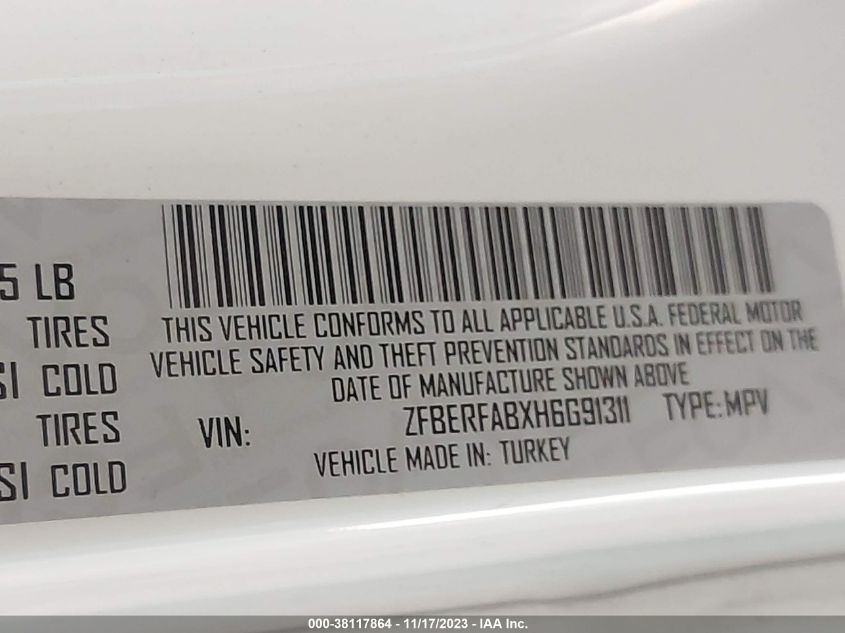 5 LB
TIRES
SI COLD
TIRES
SI COLD
THIS VEHICLE CONFORMS TO ALL APPLICABLE U.S.A. FEDERAL MOTOR
VEHICLE SAFETY AND THEFT PREVENTION STANDARDS IN EFFECT ON THE
DATE OF MANUFACTURE SHOWN ABOVE
VIN: ZFBERFABXH6G91311 TYPE: MPV
VEHICLE MADE IN: TURKEY
000-38117864 - 11/17/2023 - IAA Inc.